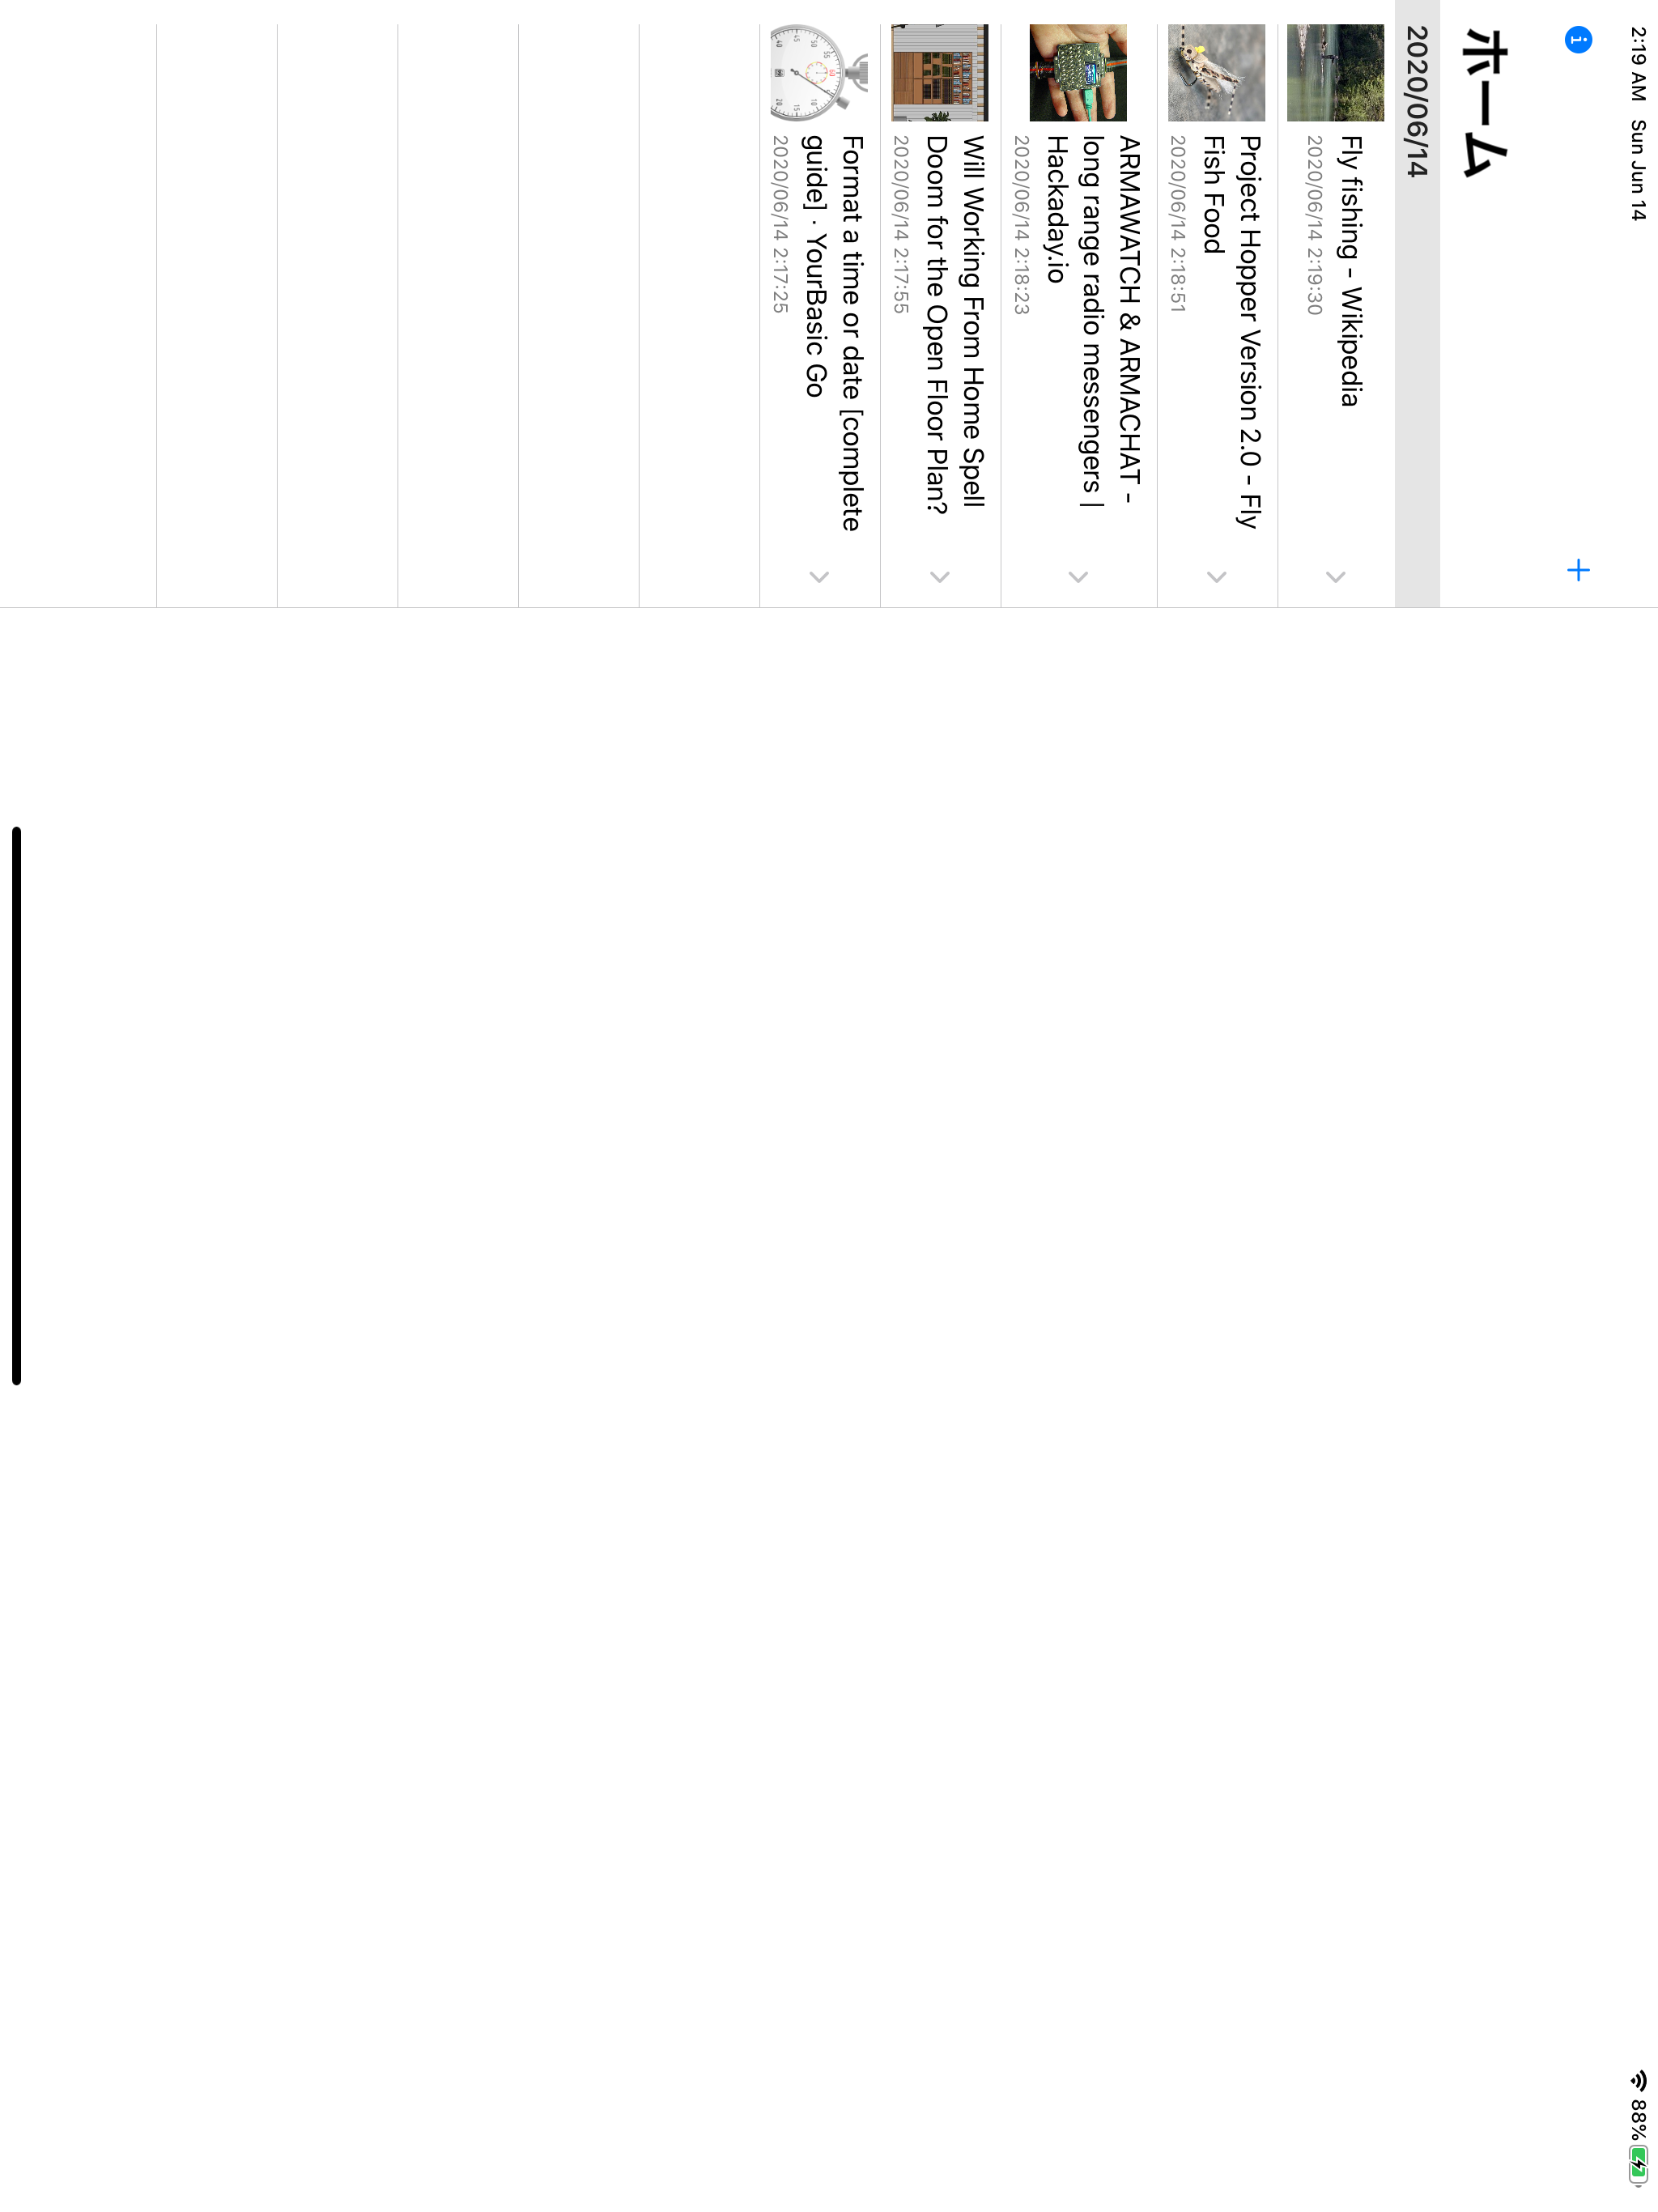 2:19 AM Sun Jun 14
88%
ホーム
2020/06/14
Fly fishing - Wikipedia
2020/06/14 2:19:30
Project Hopper Version 2.0 - Fly
Fish Food
2020/06/14 2:18:51
ARMAWATCH & ARMACHAT -
long range radio messengers |
Hackaday.io
2020/06/14 2:18:23
Will Working From Home Spell
Doom for the Open Floor Plan?
2020/06/14 2:17:55
Format a time or date [complete
guide] · YourBasic Go
2020/06/14 2:17:25